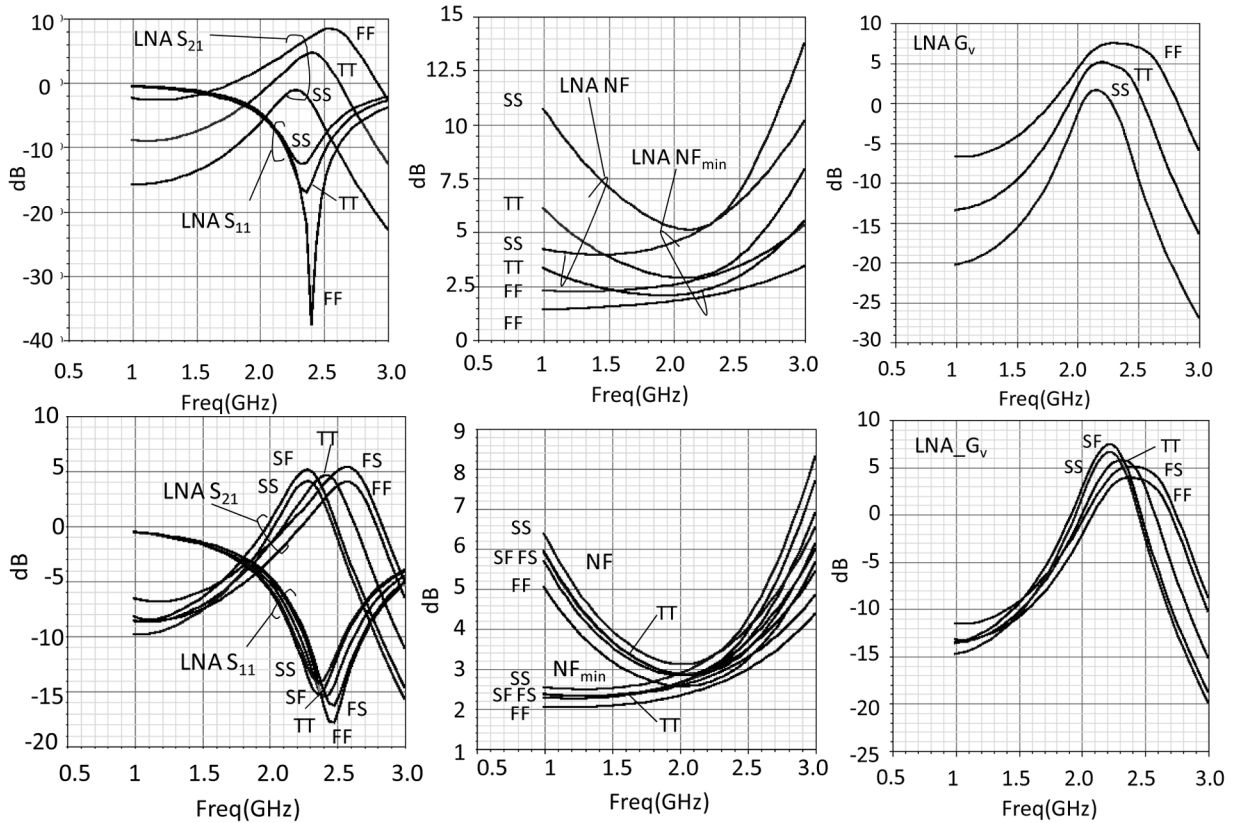 10
0
-10
-20
-30
-40
dB
0.5 1 1.5 2.0 2.5 3.0
Freq(GHz)
LNA S21
FF
TT
SS
SS
LNA S11
TT
FF
15
12.5
10
7.5
5
2.5
0
dB
0.5 1 1.5 2.0 2.5 3.0
Freq(GHz)
SS
LNA NF
LNA NFmin
TT
SS
TT
FF
FF
10
5
0
-5
-10
-15
-20
-25
-30
dB
0.5 1 1.5 2.0 2.5 3.0
Freq(GHz)
LNA Gv
FF
TT
SS
10
5
0
-5
-10
-15
-20
dB
0.5 1 1.5 2.0 2.5 3.0
Freq(GHz)
TT
SF
FS
SS
FF
LNA S21
LNA S11
SS
SF
FS
TT
FF
9
8
7
6
5
4
3
2
1
dB
0.5 1 1.5 2.0 2.5 3.0
Freq(GHz)
SS
SF FS
NF
FF
TT
NFmin
SS
SF FS
FF
TT
10
5
0
-5
-10
-15
-20
-25
dB
0.5 1 1.5 2.0 2.5 3.0
Freq(GHz)
LNA_Gv
SF
TT
SS
FS
FF